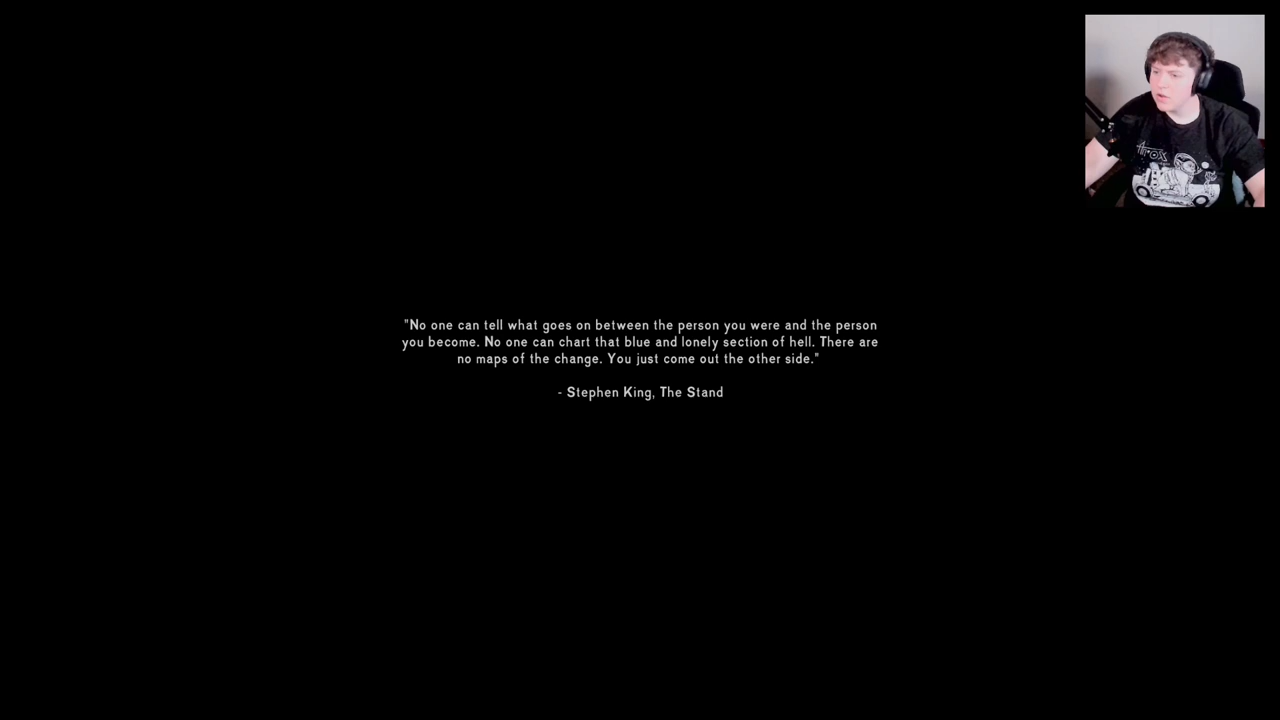 "No one can tell what goes on between the person you were and the person
you become. No one can chart that blue and lonely section of hell. There are
no maps of the change. You just come out the other side."
- Stephen King, The Stand